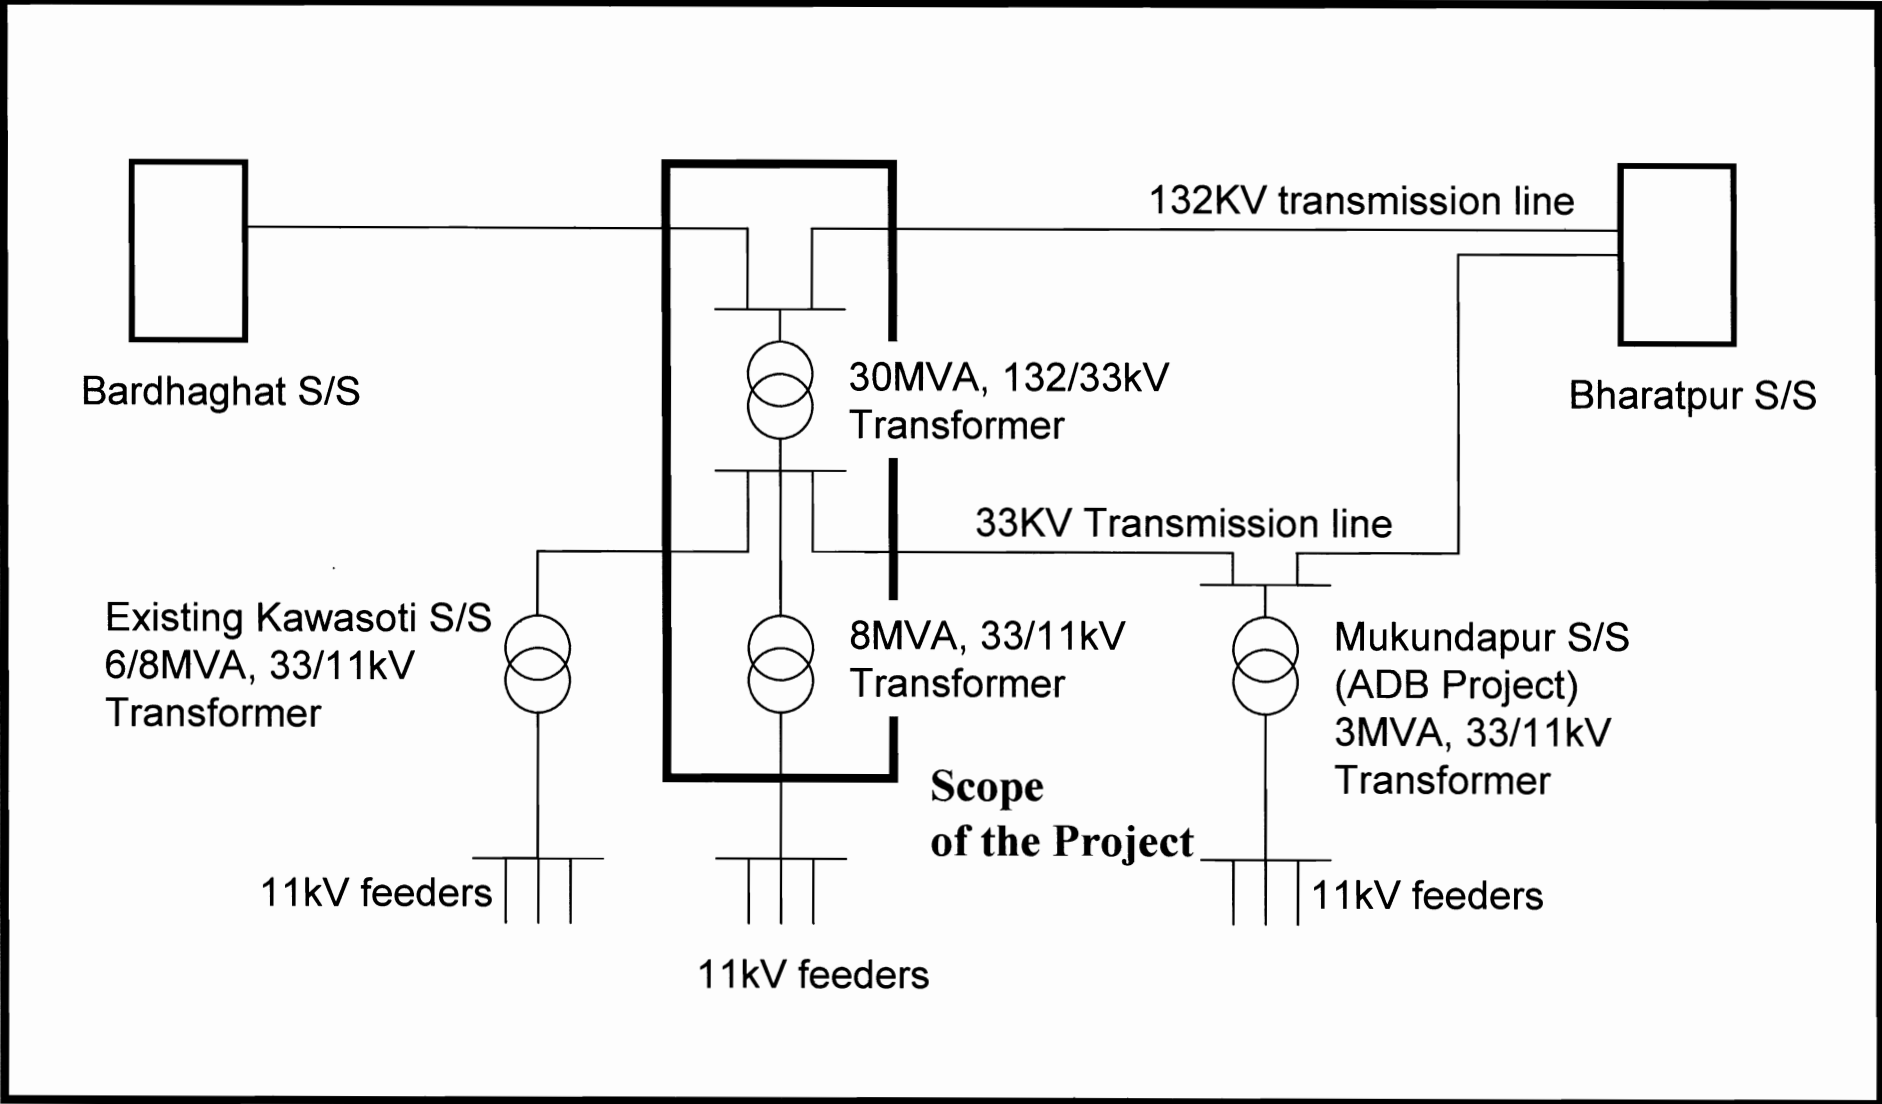 132KV transmission line
Bardhaghat S/S
30MVA, 132/33kV
Transformer
Bharatpur S/S
33KV Transmission line
Existing Kawasoti S/S
6/8MVA, 33/11kV
Transformer
8MVA, 33/11kV
Transformer
Mukundapur S/S
(ADB Project)
3MVA, 33/11kV
Transformer
Scope
of the Project
11kV feeders
11kV feeders
11kV feeders